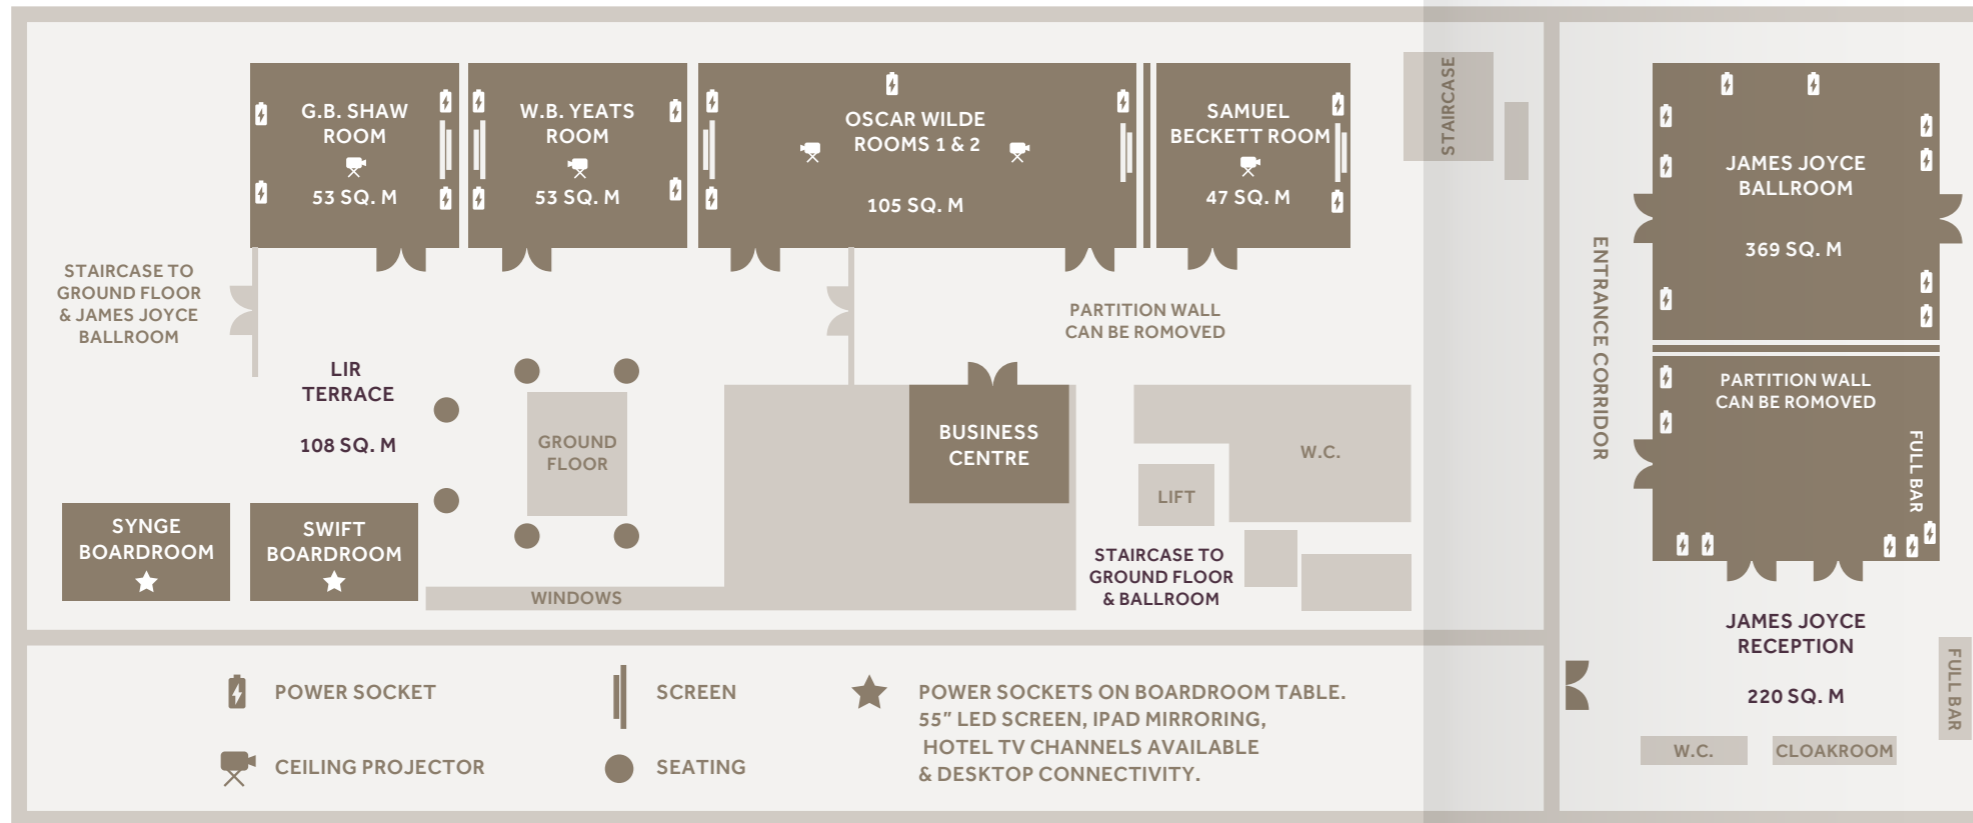 G.B. SHAW
ROOM
53 SQ. M
W.B. YEATS
ROOM
53 SQ. M
OSCAR WILDE
ROOMS 1 & 2
105 SQ. M
SAMUEL
BECKETT ROOM
47 SQ. M
STAIRCASE
STAIRCASE TO
GROUND FLOOR
& JAMES JOYCE
BALLROOM
PARTITION WALL
CAN BE ROMOVED
LIR
TERRACE
108 SQ. M
GROUND
FLOOR
BUSINESS
CENTRE
W.C.
LIFT
SYNGE
BOARDROOM
SWIFT
BOARDROOM
WINDOWS
STAIRCASE TO
GROUND FLOOR
& BALLROOM
JAMES JOYCE
BALLROOM
369 SQ. M
ENTRANCE CORRIDOR
PARTITION WALL
CAN BE ROMOVED
FULL BAR
JAMES JOYCE
RECEPTION
220 SQ. M
FULL BAR
W.C.
CLOAKROOM
POWER SOCKET
CEILING PROJECTOR
SCREEN
SEATING
POWER SOCKETS ON BOARDROOM TABLE.
55" LED SCREEN, IPAD MIRRORING,
HOTEL TV CHANNELS AVAILABLE
& DESKTOP CONNECTIVITY.